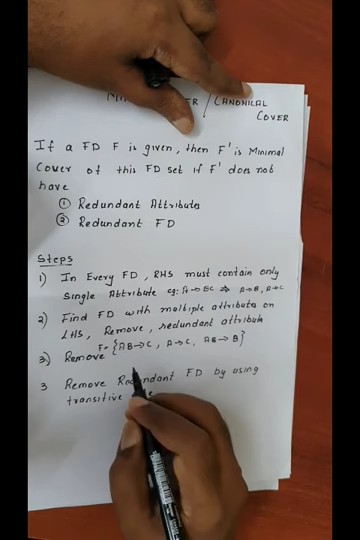 / CANONICAL
COVER
If a FD F is given, then F' is Minimal
Cover of this FD set if F' does not
have
① Redundant Attributes
② Redundant FD
Steps
1) In Every FD, RHS must contain only
Single Attribute eg: A→BC ⇒ A→B, A→C
2) Find FD with multiple attributes on
LHS, Remove, redundant attribute
F= {AB→C, A→C, AB→B}
3) Remove
3 Remove Redundant FD by using
transitive